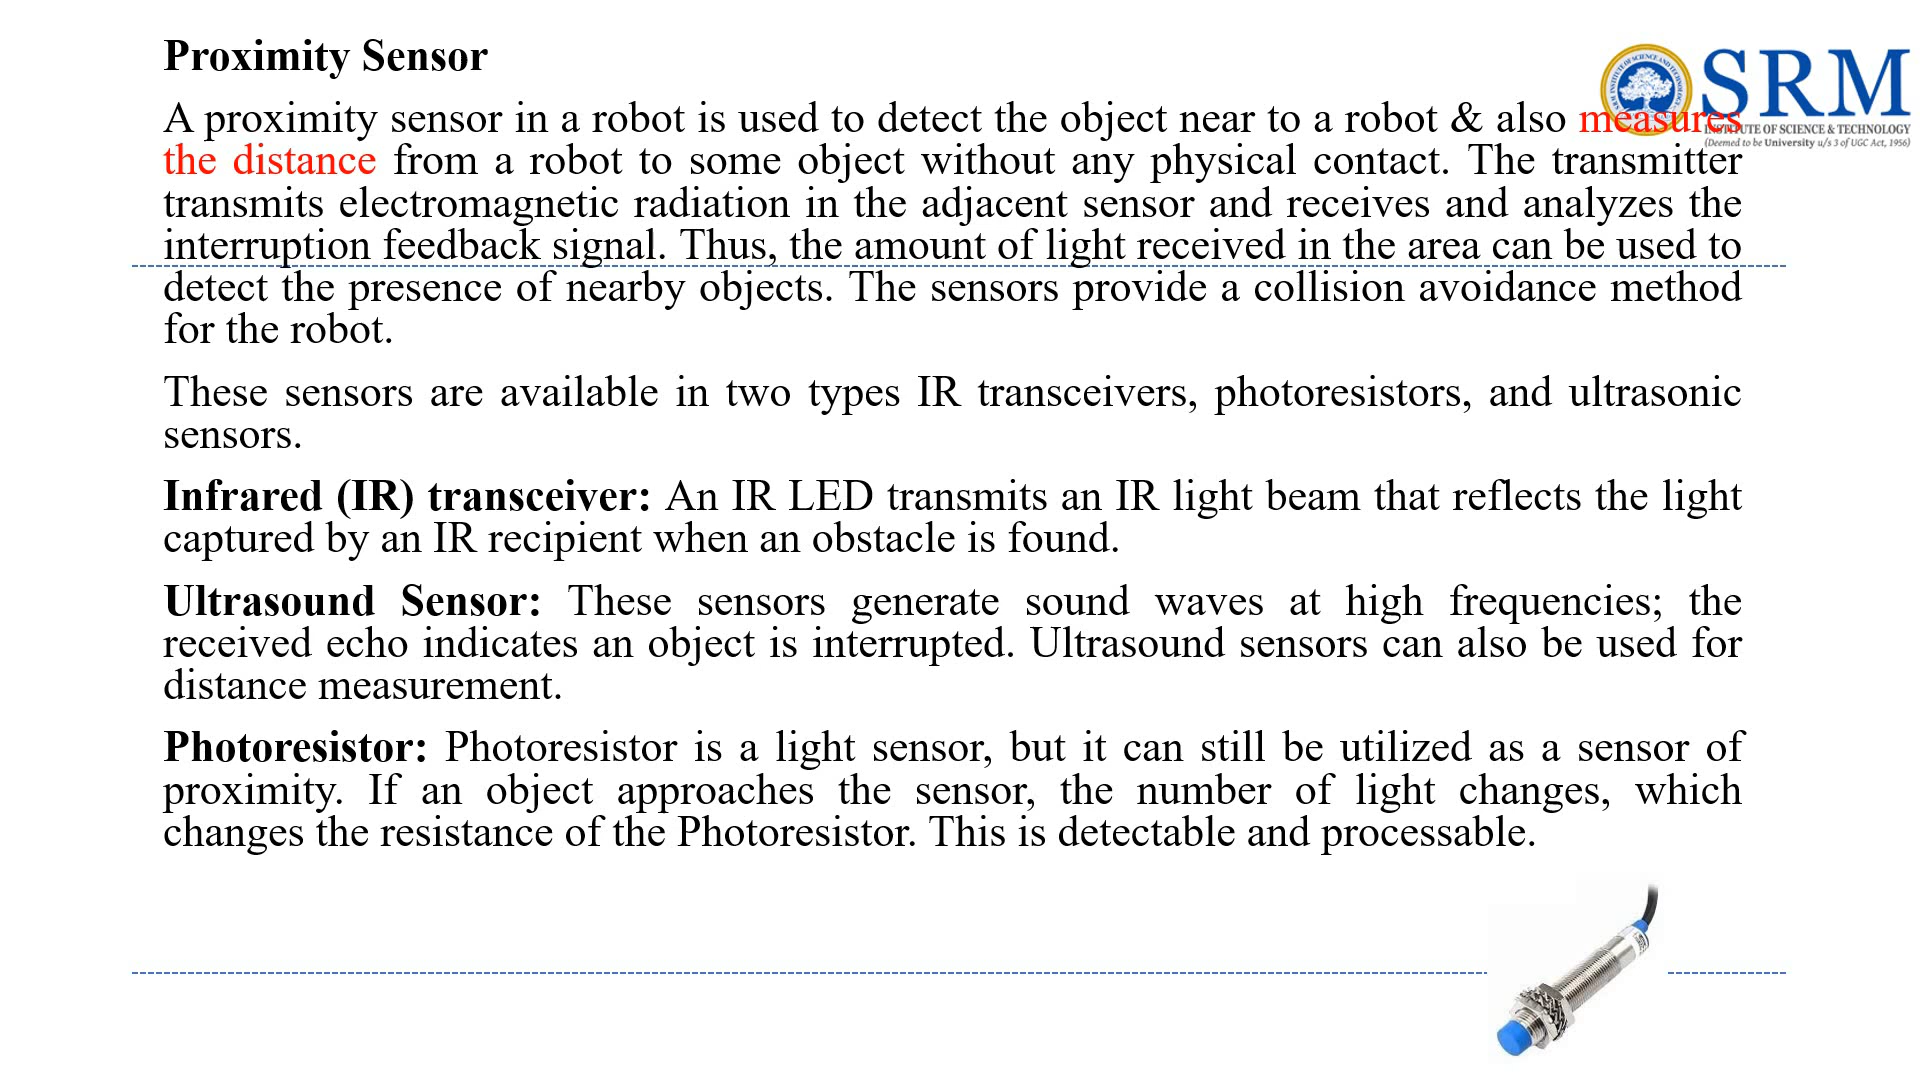 Proximity Sensor
SRM
A proximity sensor in a robot is used to detect the object near to a robot & also measures
INSTITUTE OF SCIENCE & TECHNOLOGY
(Deemed to be University u/s 3 of UGC Act, 1956)
the distance from a robot to some object without any physical contact. The transmitter
transmits electromagnetic radiation in the adjacent sensor and receives and analyzes the
interruption feedback signal. Thus, the amount of light received in the area can be used to
detect the presence of nearby objects. The sensors provide a collision avoidance method
for the robot.
These sensors are available in two types IR transceivers, photoresistors, and ultrasonic
sensors.
Infrared (IR) transceiver: An IR LED transmits an IR light beam that reflects the light
captured by an IR recipient when an obstacle is found.
Ultrasound Sensor: These sensors generate sound waves at high frequencies; the
received echo indicates an object is interrupted. Ultrasound sensors can also be used for
distance measurement.
Photoresistor: Photoresistor is a light sensor, but it can still be utilized as a sensor of
proximity. If an object approaches the sensor, the number of light changes, which
changes the resistance of the Photoresistor. This is detectable and processable.